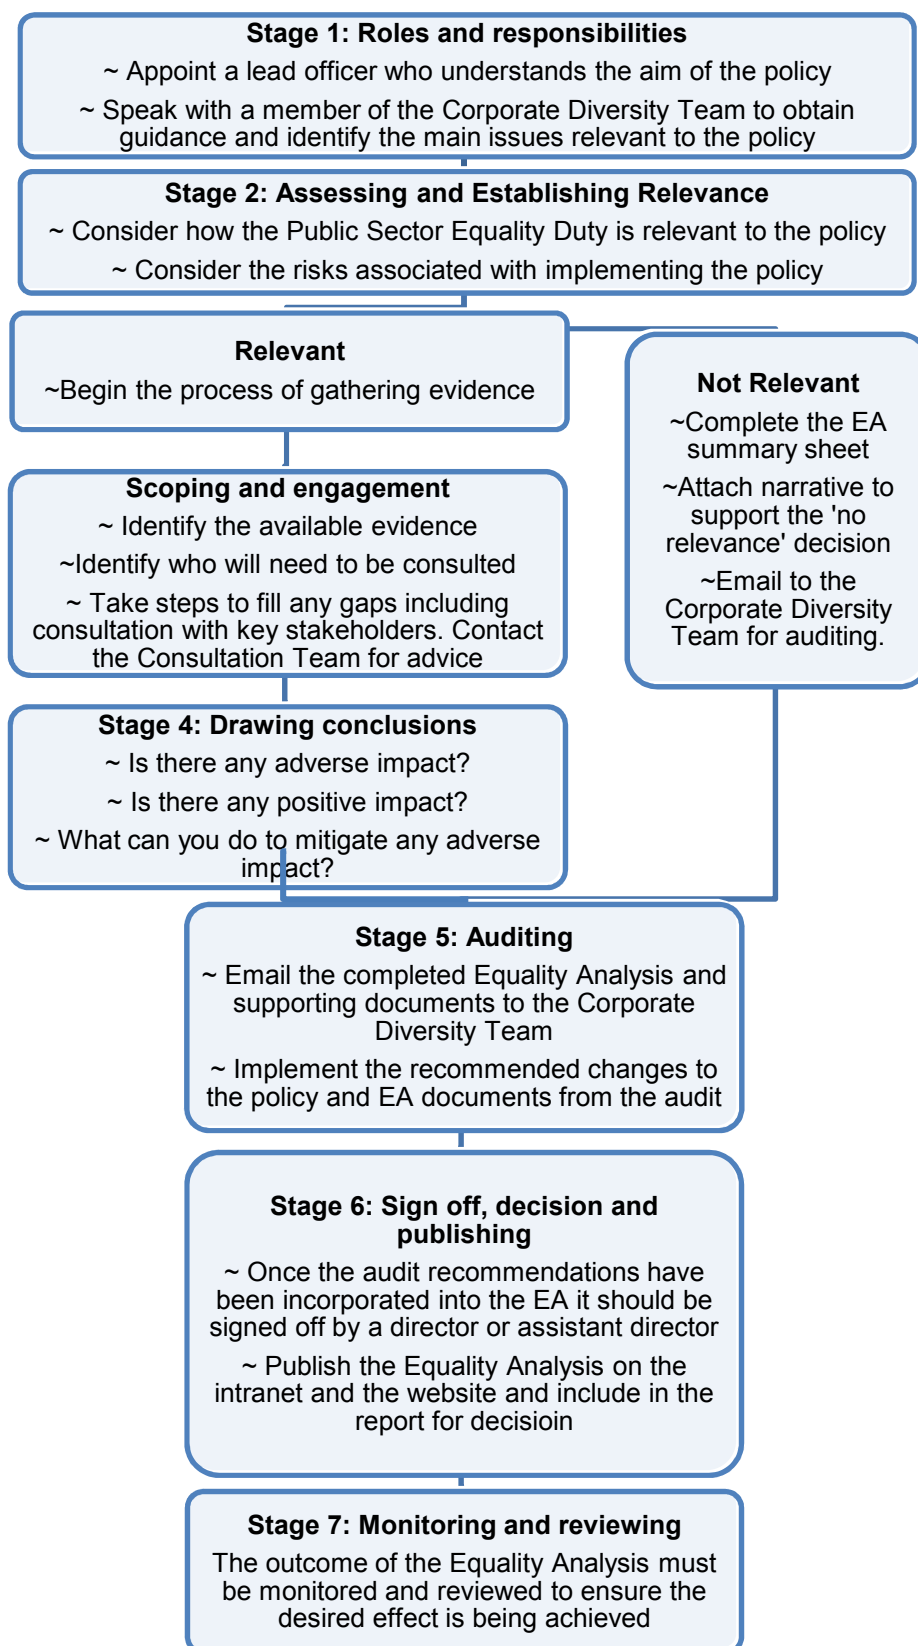 Stage 1: Roles and responsibilities
~ Appoint a lead officer who understands the aim of the policy
~ Speak with a member of the Corporate Diversity Team to obtain
guidance and identify the main issues relevant to the policy
Stage 2: Assessing and Establishing Relevance
~ Consider how the Public Sector Equality Duty is relevant to the policy
~ Consider the risks associated with implementing the policy
Relevant
~Begin the process of gathering evidence
Not Relevant
~Complete the EA
summary sheet
~Attach narrative to
support the 'no
relevance' decision
~Email to the
Corporate Diversity
Team for auditing.
Scoping and engagement
~ Identify the available evidence
~Identify who will need to be consulted
~ Take steps to fill any gaps including
consultation with key stakeholders. Contact
the Consultation Team for advice
Stage 4: Drawing conclusions
~ Is there any adverse impact?
~ Is there any positive impact?
~ What can you do to mitigate any adverse
impact?
Stage 5: Auditing
~ Email the completed Equality Analysis and
supporting documents to the Corporate
Diversity Team
~ Implement the recommended changes to
the policy and EA documents from the audit
Stage 6: Sign off, decision and
publishing
~ Once the audit recommendations have
been incorporated into the EA it should be
signed off by a director or assistant director
~ Publish the Equality Analysis on the
intranet and the website and include in the
report for decisioin
Stage 7: Monitoring and reviewing
The outcome of the Equality Analysis must
be monitored and reviewed to ensure the
desired effect is being achieved